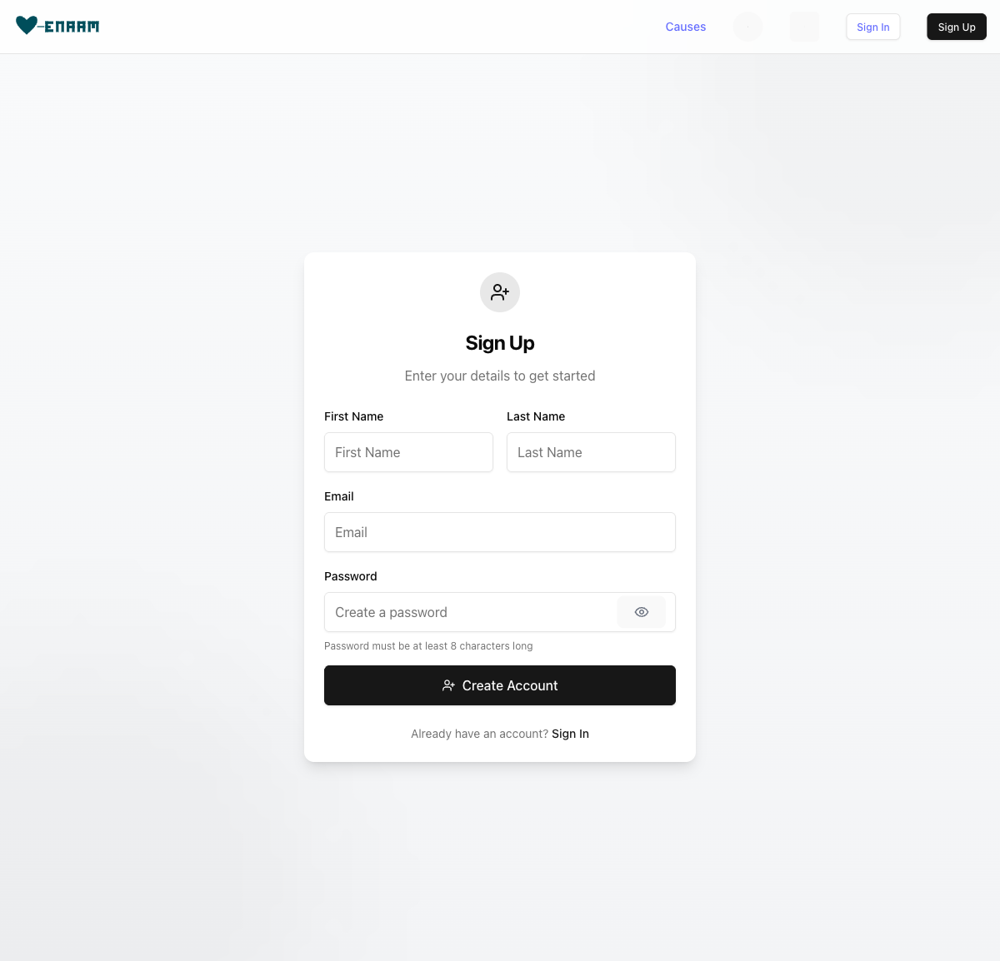 -ENAAM
Causes
Sign In
Sign Up
Sign Up
Enter your details to get started
First Name
Last Name
First Name
Last Name
Email
Email
Password
Create a password
Password must be at least 8 characters long
Create Account
Already have an account? Sign In